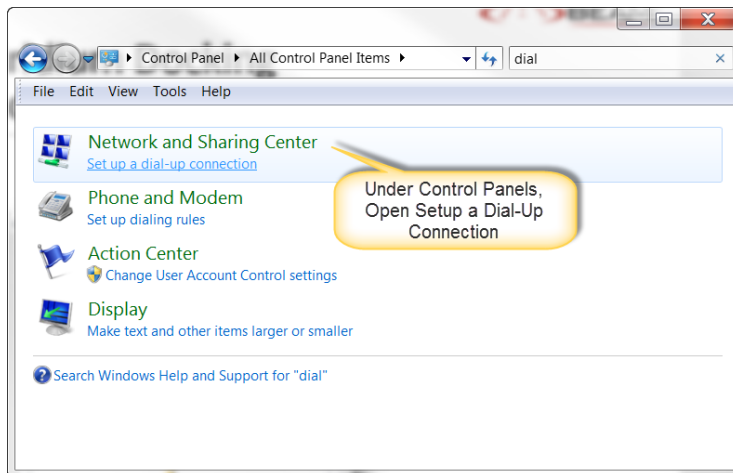 Control Panel All Control Panel Items dial
File Edit View Tools Help
Network and Sharing Center
Set up a dial-up connection
Under Control Panels,
Open Setup a Dial-Up
Connection
Phone and Modem
Set up dialing rules
Action Center
Change User Account Control settings
Display
Make text and other items larger or smaller
Search Windows Help and Support for "dial"